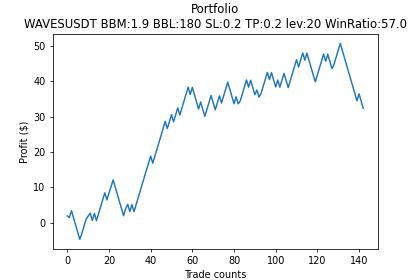 Portfolio
WAVESUSDT BBM:1.9 BBL:180 SL:0.2 TP:0.2 lev:20 WinRatio:57.0
50
40
30
20
10
0
Profit ($)
0 20 40 60 80 100 120 140
Trade counts